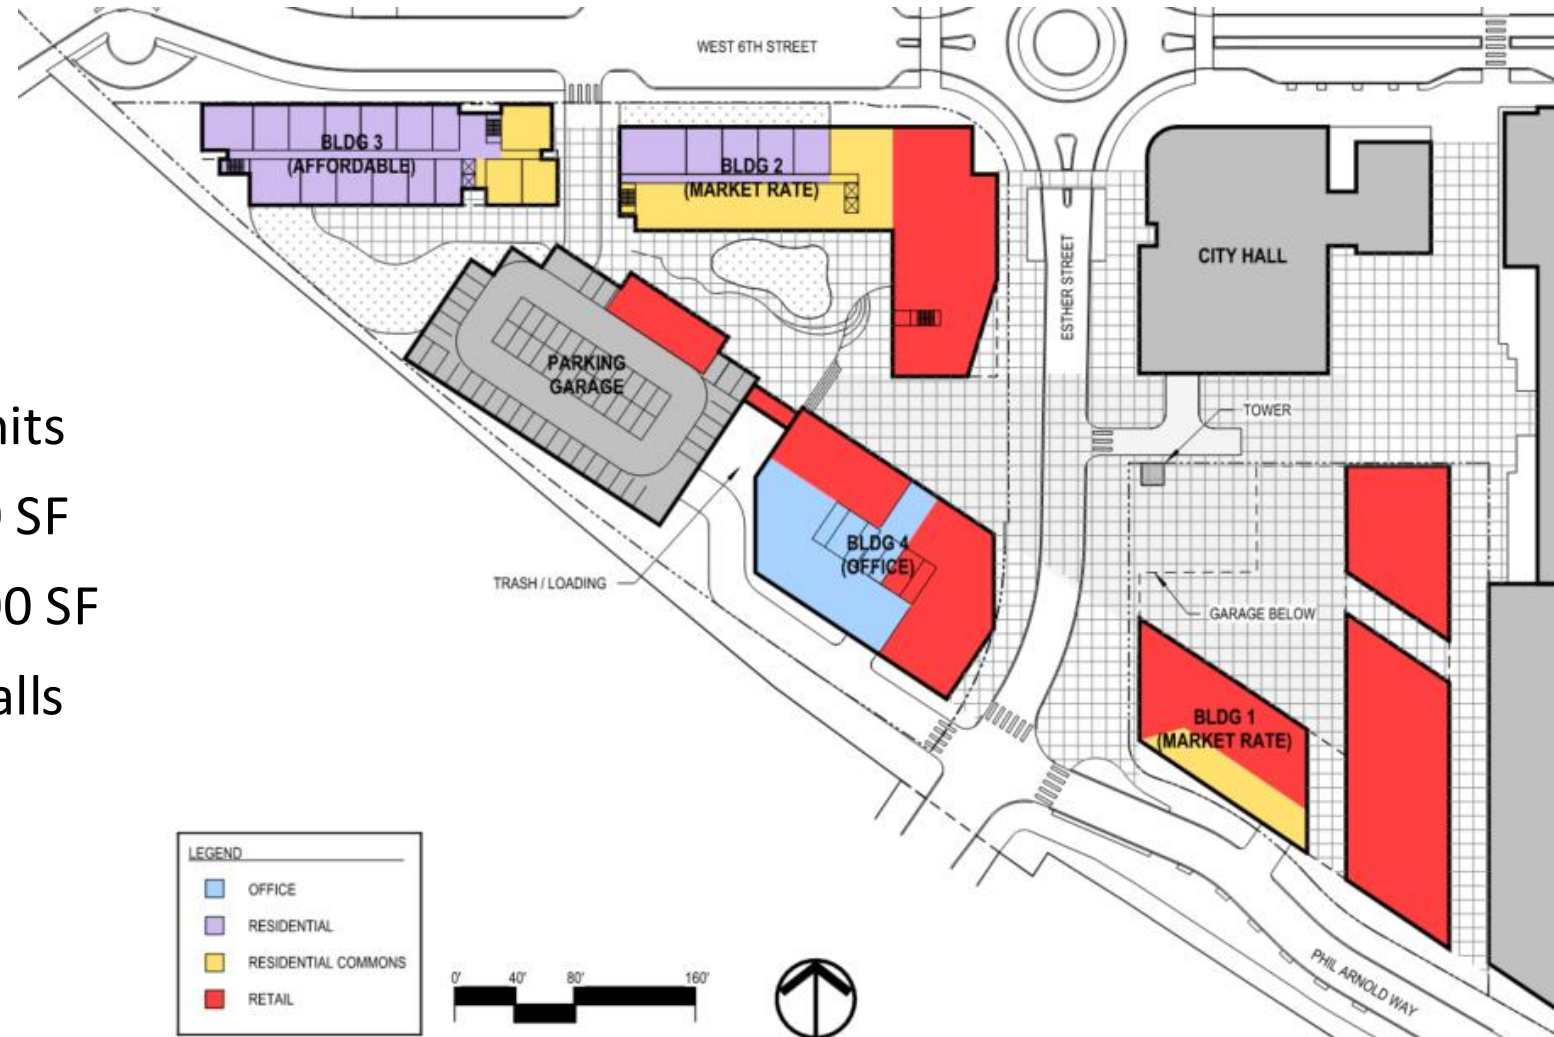 WEST 6TH STREET
BLDG 3
(AFFORDABLE)
BLDG 2
(MARKET RATE)
CITY HALL
ESTHER STREET
PARKING
GARAGE
TOWER
nits
SF
00 SF
alls
BLDG 4
(OFFICE)
TRASH / LOADING
GARAGE BELOW
BLDG 1
(MARKET RATE)
PHIL ARNOLD WAY
LEGEND
OFFICE
RESIDENTIAL
RESIDENTIAL COMMONS
RETAIL
0' 40' 80' 160'